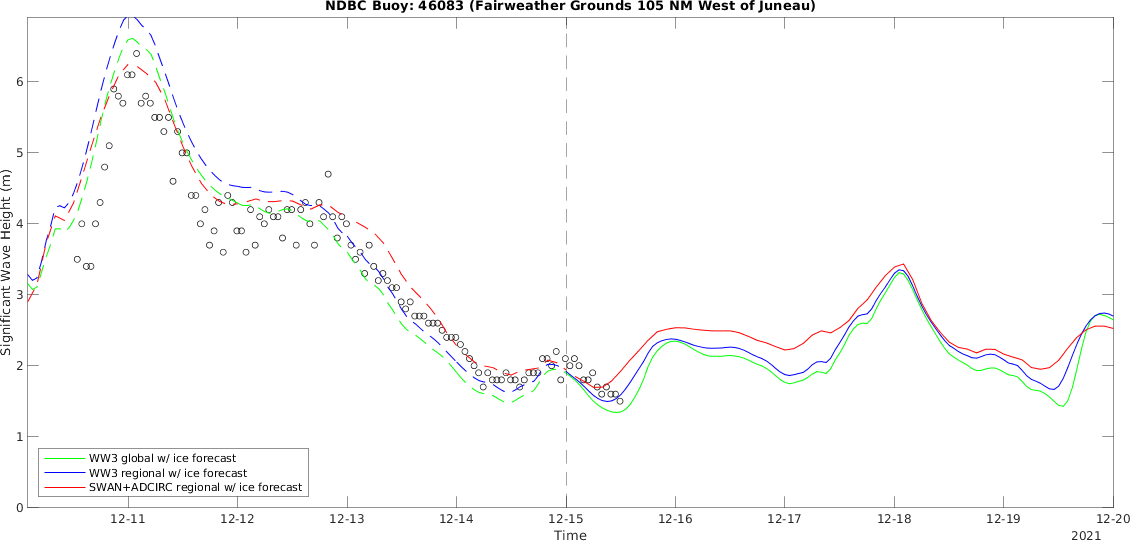 NDBC Buoy: 46083 (Fairweather Grounds 105 NM West of Juneau)
Significant Wave Height (m)
6
5
4
3
2
1
0
WW3 global w/ ice forecast
WW3 regional w/ ice forecast
SWAN+ADCIRC regional w/ ice forecast
12-11 12-12 12-13 12-14 12-15 12-16 12-17 12-18 12-19 12-20
Time
2021